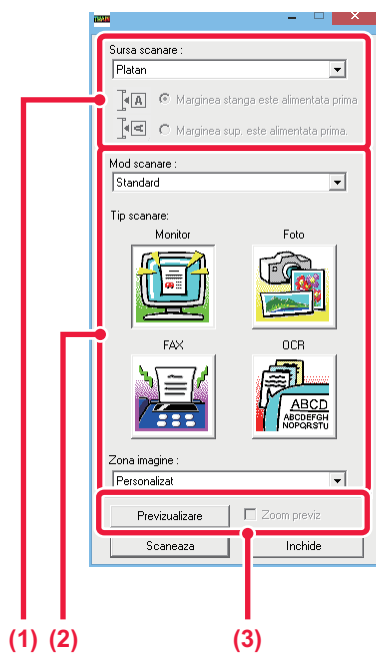 TWAIN
Sursa scanare :
Platan
A Marginea stanga este alimentata prima
A Marginea sup. este alimentata prima.
Mod scanare :
Standard
Tip scanare:
Monitor Foto
FAX OCR
ABCD
ABCDEFGH
NOPQRSTU
Zona imagine :
Personalizat
Previzualizare Zoom previz
Scaneaza Inchide
(1) (2) (3)